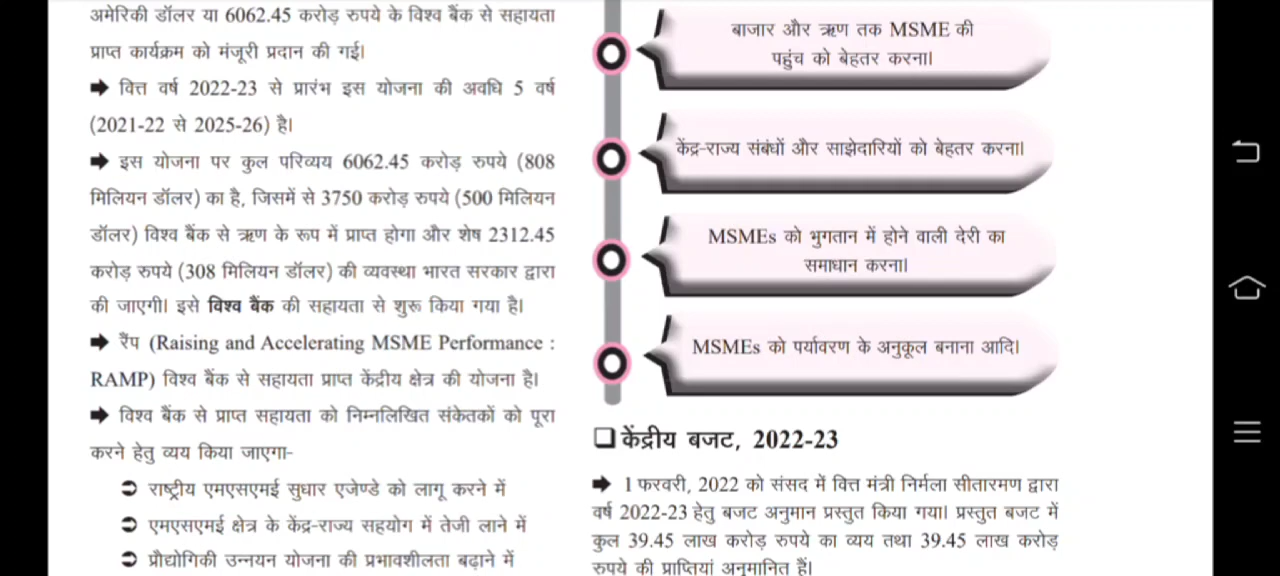 अमेरिकी डॉलर या 6062.45 करोड़ रुपये के विश्व बैंक से सहायता
प्राप्त कार्यक्रम को मंजूरी प्रदान की गई।
➡ वित्त वर्ष 2022-23 से प्रारंभ इस योजना की अवधि 5 वर्ष
(2021-22 से 2025-26) है।
➡ इस योजना पर कुल परिव्यय 6062.45 करोड़ रुपये (808
मिलियन डॉलर) का है, जिसमें से 3750 करोड़ रुपये (500 मिलियन
डॉलर) विश्व बैंक से ऋण के रूप में प्राप्त होगा और शेष 2312.45
करोड़ रुपये (308 मिलियन डॉलर) की व्यवस्था भारत सरकार द्वारा
की जाएगी। इसे विश्व बैंक की सहायता से शुरू किया गया है।
➡ रैंप (Raising and Accelerating MSME Performance :
RAMP) विश्व बैंक से सहायता प्राप्त केंद्रीय क्षेत्र की योजना है।
➡ विश्व बैंक से प्राप्त सहायता को निम्नलिखित संकेतकों को पूरा
करने हेतु व्यय किया जाएगा-
➲ राष्ट्रीय एमएसएमई सुधार एजेण्डे को लागू करने में
➲ एमएसएमई क्षेत्र के केंद्र-राज्य सहयोग में तेजी लाने में
➲ प्रौद्योगिकी उन्नयन योजना की प्रभावशीलता बढ़ाने में
बाजार और ऋण तक MSME की
पहुंच को बेहतर करना।
केंद्र-राज्य संबंधों और साझेदारियों को बेहतर करना।
MSMEs को भुगतान में होने वाली देरी का
समाधान करना।
MSMEs को पर्यावरण के अनुकूल बनाना आदि।
❑ केंद्रीय बजट, 2022-23
➡ 1 फरवरी, 2022 को संसद में वित्त मंत्री निर्मला सीतारमण द्वारा
वर्ष 2022-23 हेतु बजट अनुमान प्रस्तुत किया गया। प्रस्तुत बजट में
कुल 39.45 लाख करोड़ रुपये का व्यय तथा 39.45 लाख करोड़
रुपये की प्राप्तियां अनुमानित हैं।